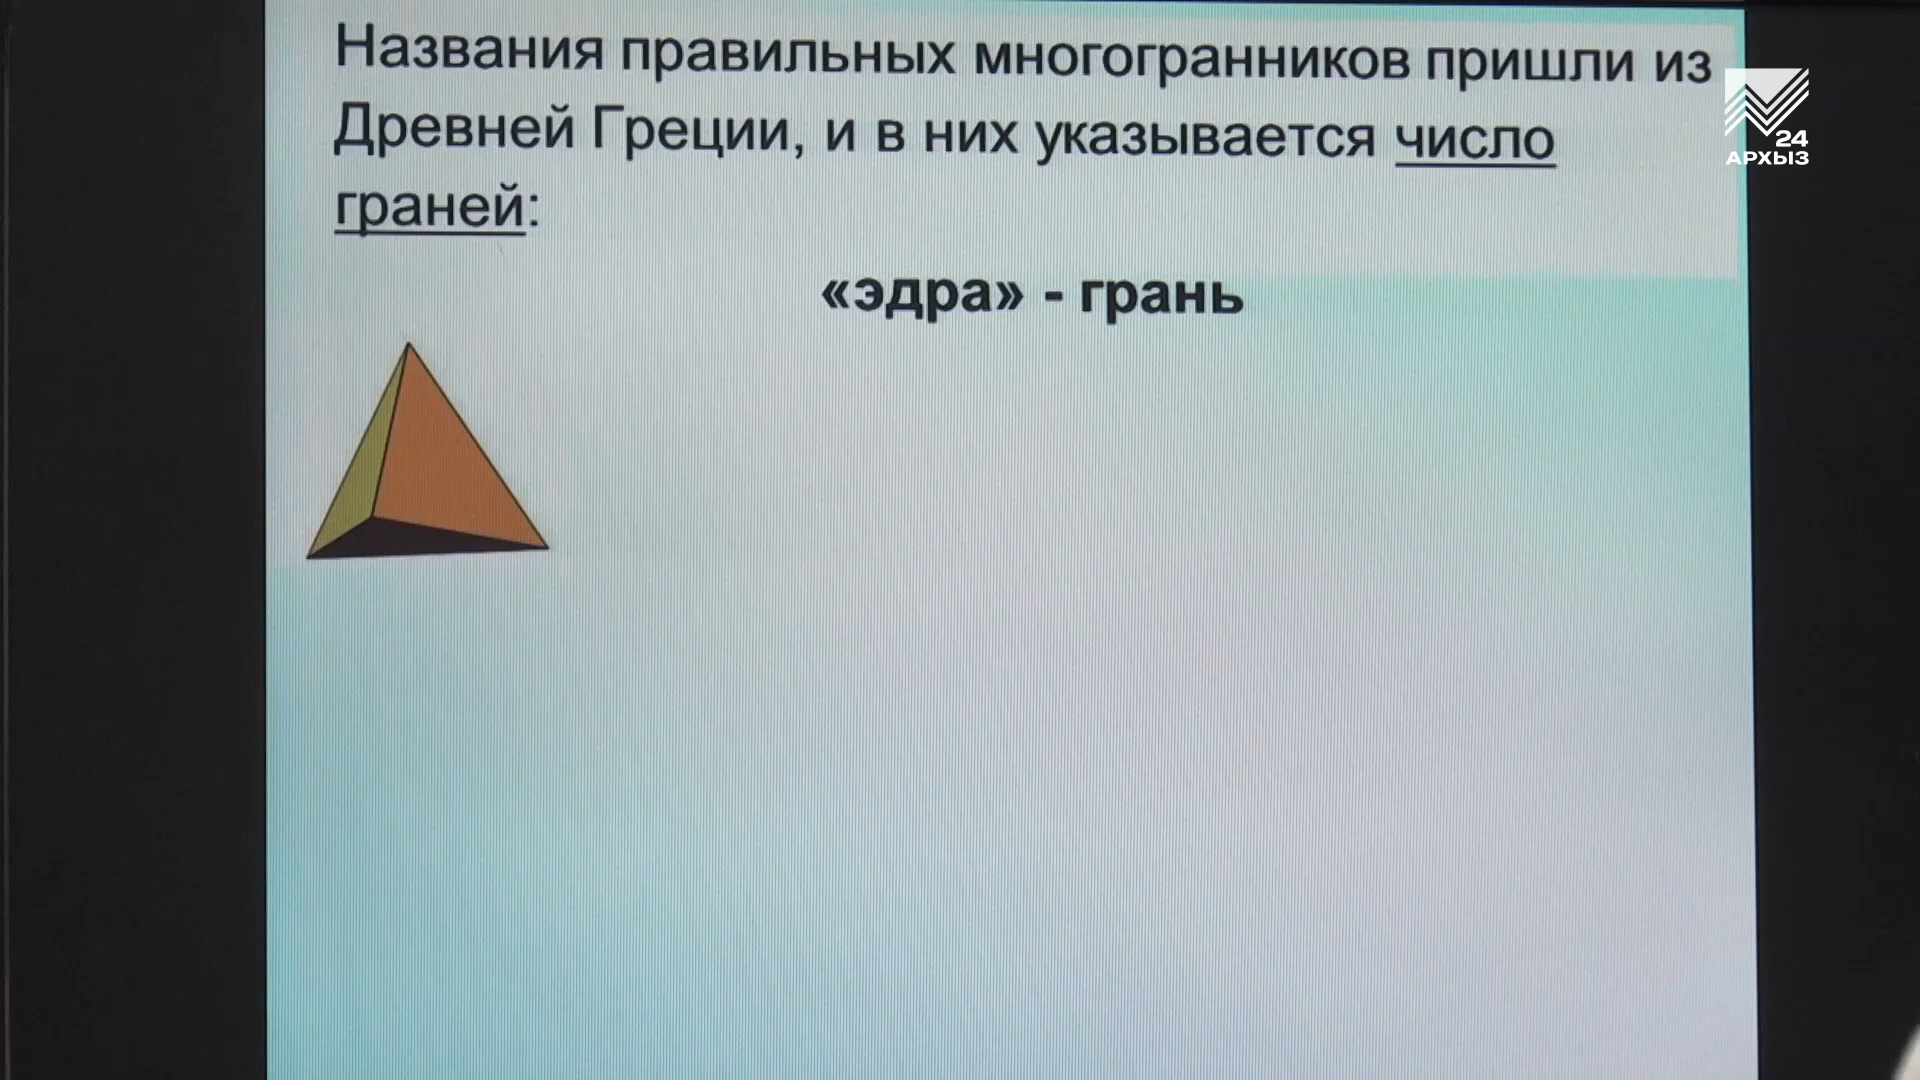 Названия правильных многогранников пришли из
Древней Греции, и в них указывается число
граней:
«эдра» - грань
24
АРХЫЗ